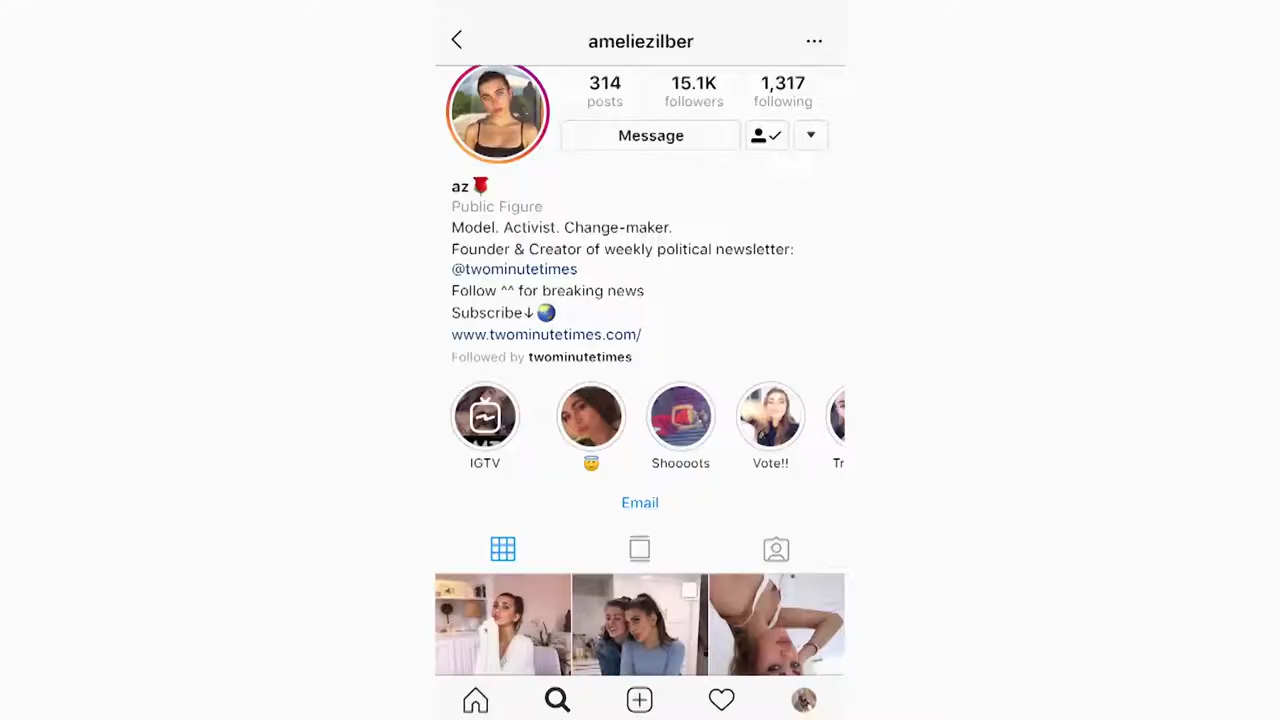 ameliezilber
314 15.1K 1,317
posts followers following
Message
az
Public Figure
Model. Activist. Change-maker.
Founder & Creator of weekly political newsletter:
@twominutetimes
Follow ^^ for breaking news
Subscribe↓
www.twominutetimes.com/
Followed by twominutetimes
IGTV Shoooots Vote!! Tr
Email